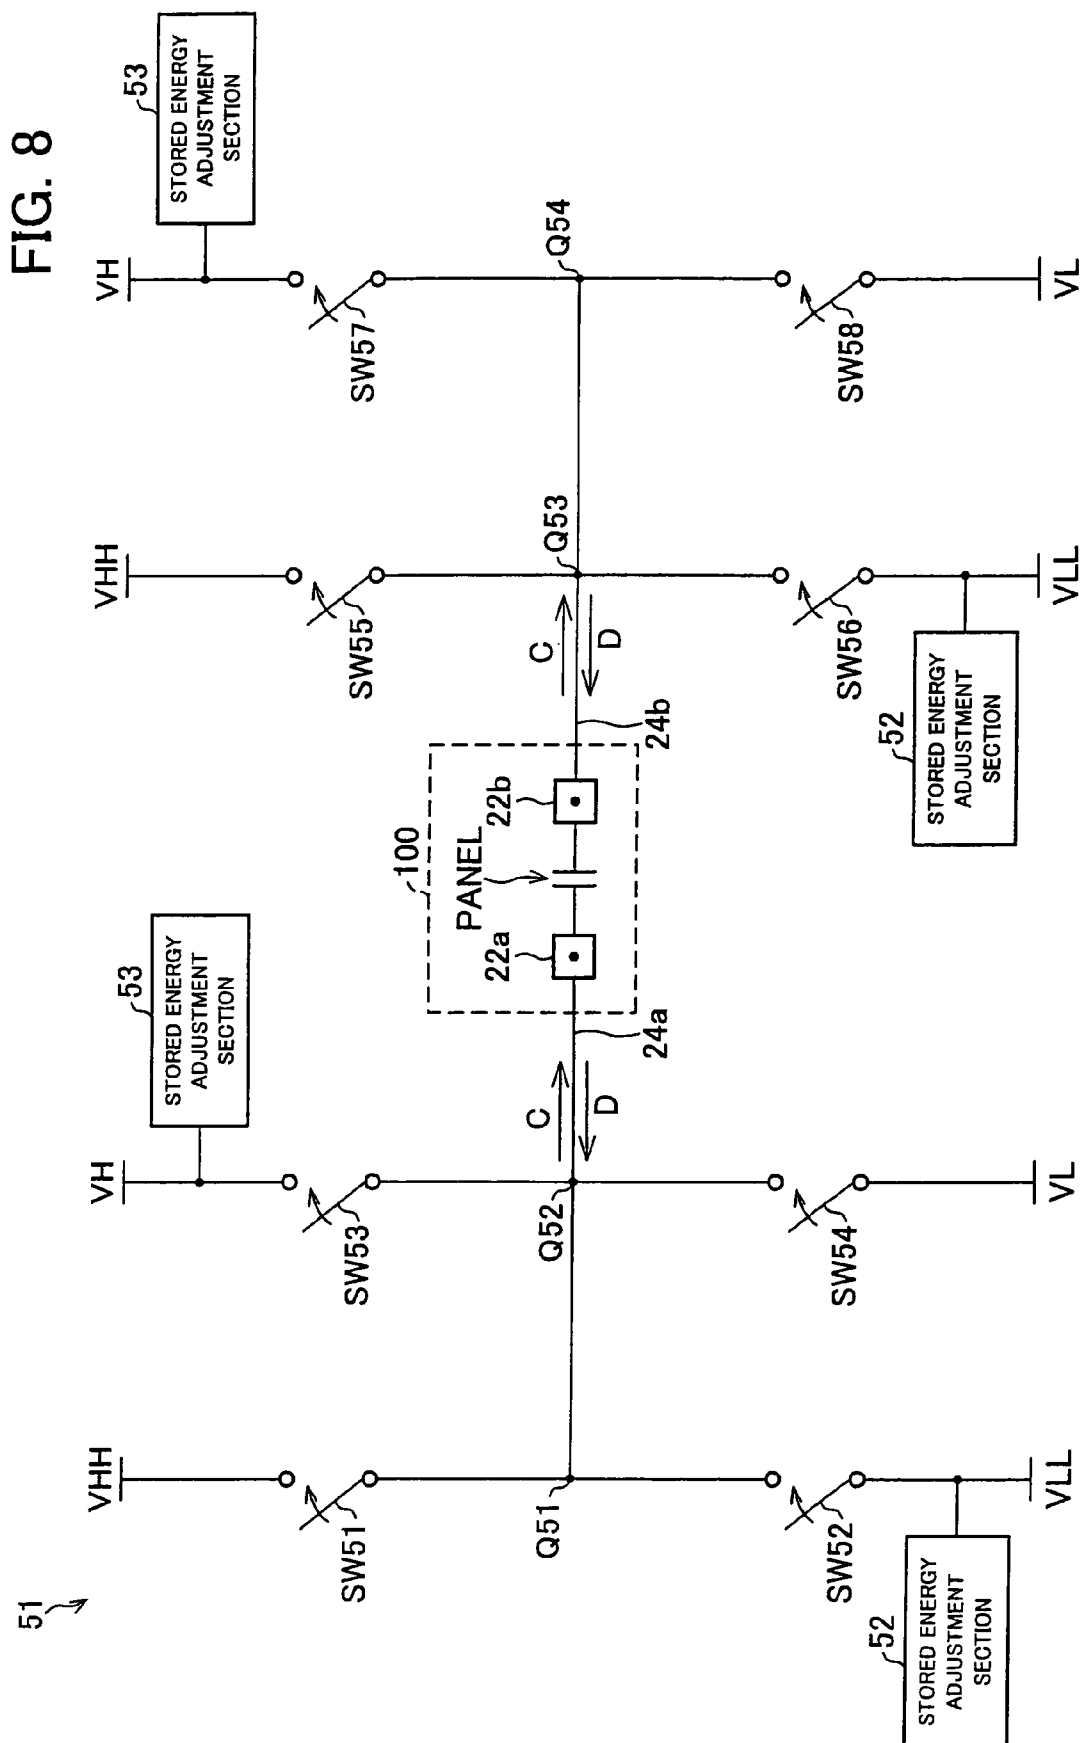 FIG. 8
51
VHH
VH
53
STORED ENERGY
ADJUSTMENT
SECTION
VHH
VH
53
STORED ENERGY
ADJUSTMENT
SECTION
SW51
SW53
SW55
SW57
100
PANEL
22a
22b
Q51
Q52
C
D
24a
24b
C
D
Q53
Q54
SW52
SW54
SW56
SW58
52
STORED ENERGY
ADJUSTMENT
SECTION
VLL
VL
52
STORED ENERGY
ADJUSTMENT
SECTION
VLL
VL